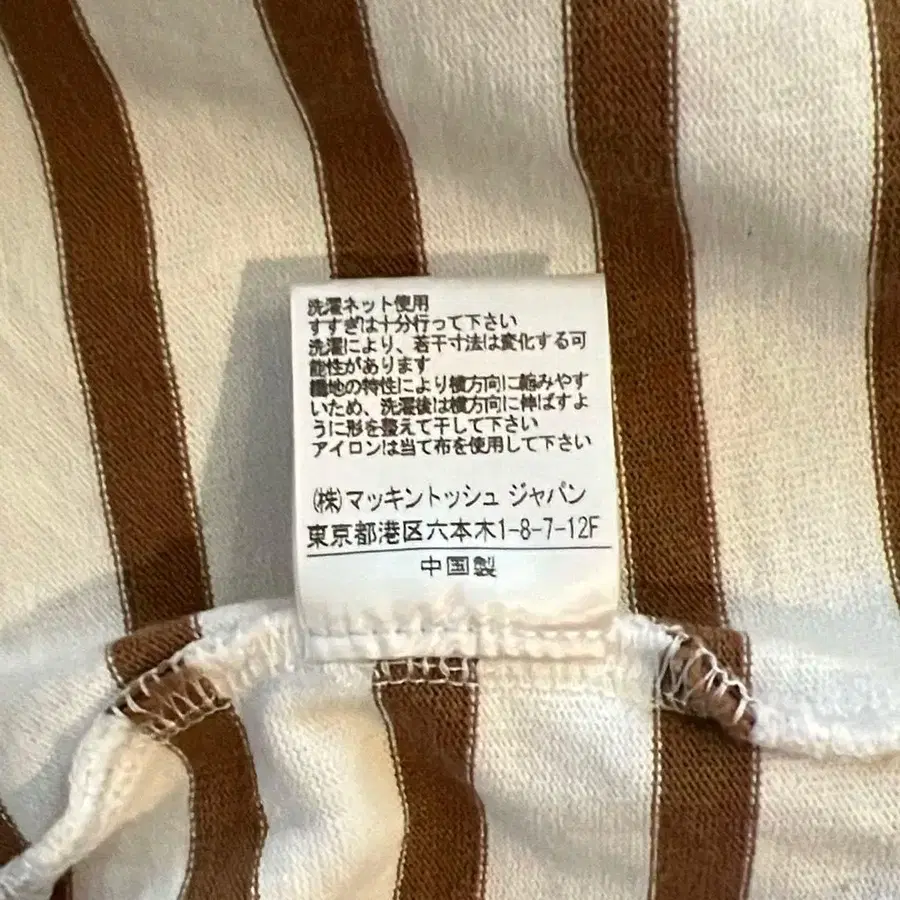 洗濯ネット使用
すすぎは十分行って下さい
洗濯により、若干寸法は変化する可
能性があります
編地の特性により横方向に縮みやす
いため、洗濯後は横方向に伸ばすよ
うに形を整えて干して下さい
アイロンは当て布を使用して下さい
(株)マッキントッシュ ジャパン
東京都港区六本木1-8-7-12F
中国製